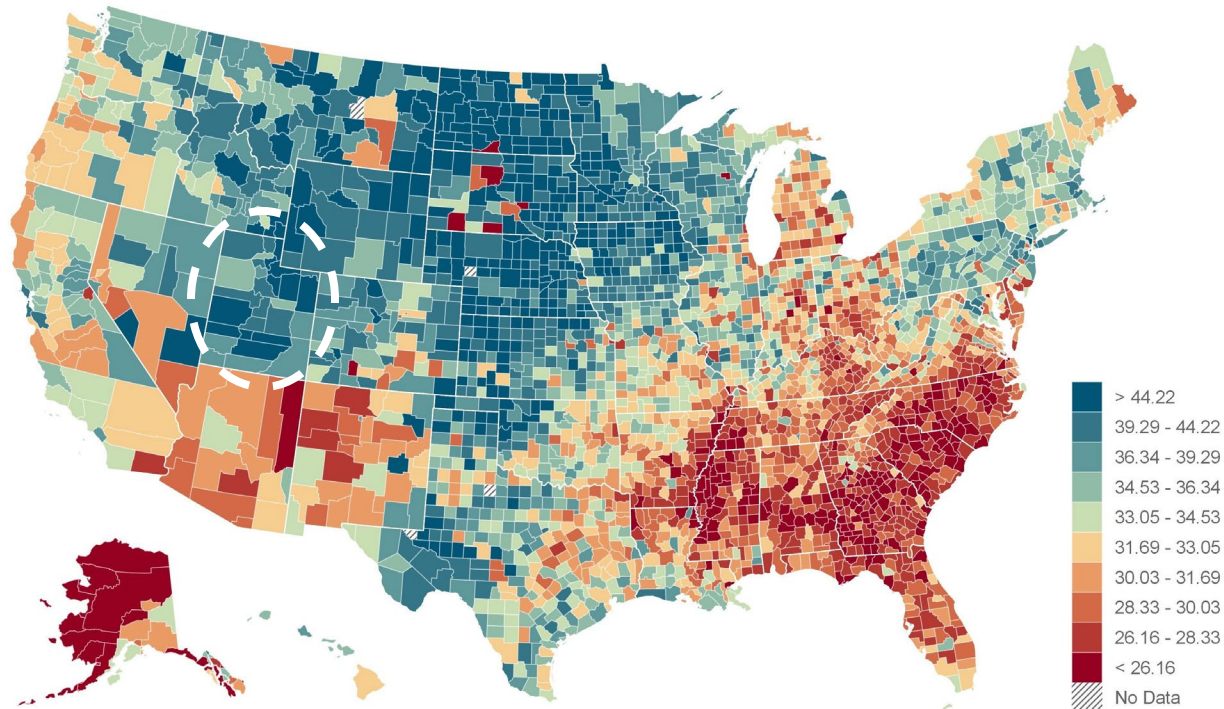 > 44.22
39.29 - 44.22
36.34 - 39.29
34.53 - 36.34
33.05 - 34.53
31.69 - 33.05
30.03 - 31.69
28.33 - 30.03
26.16 - 28.33
< 26.16
No Data